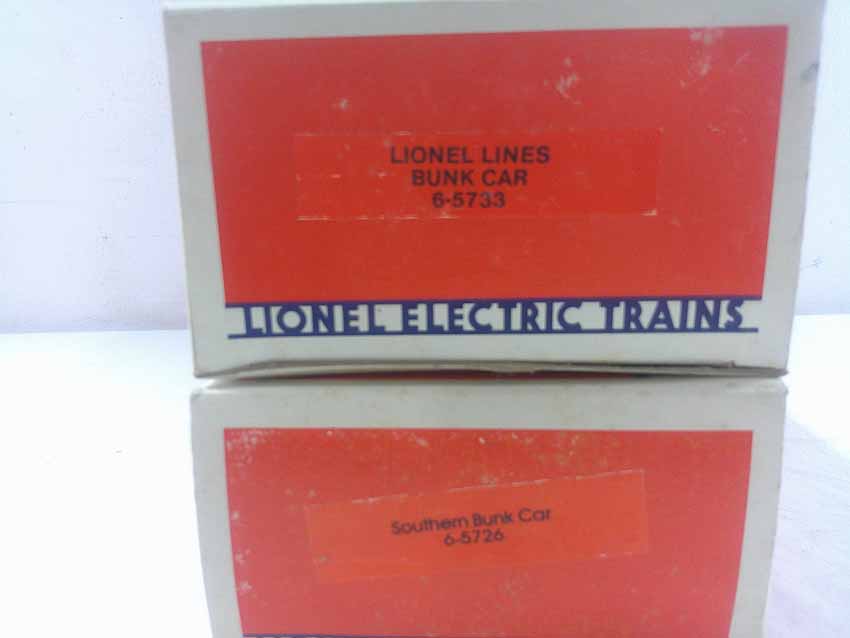 LIONEL LINES
BUNK CAR
6-5733
LIONEL ELECTRIC TRAINS
Southern Bunk Car
6-5726